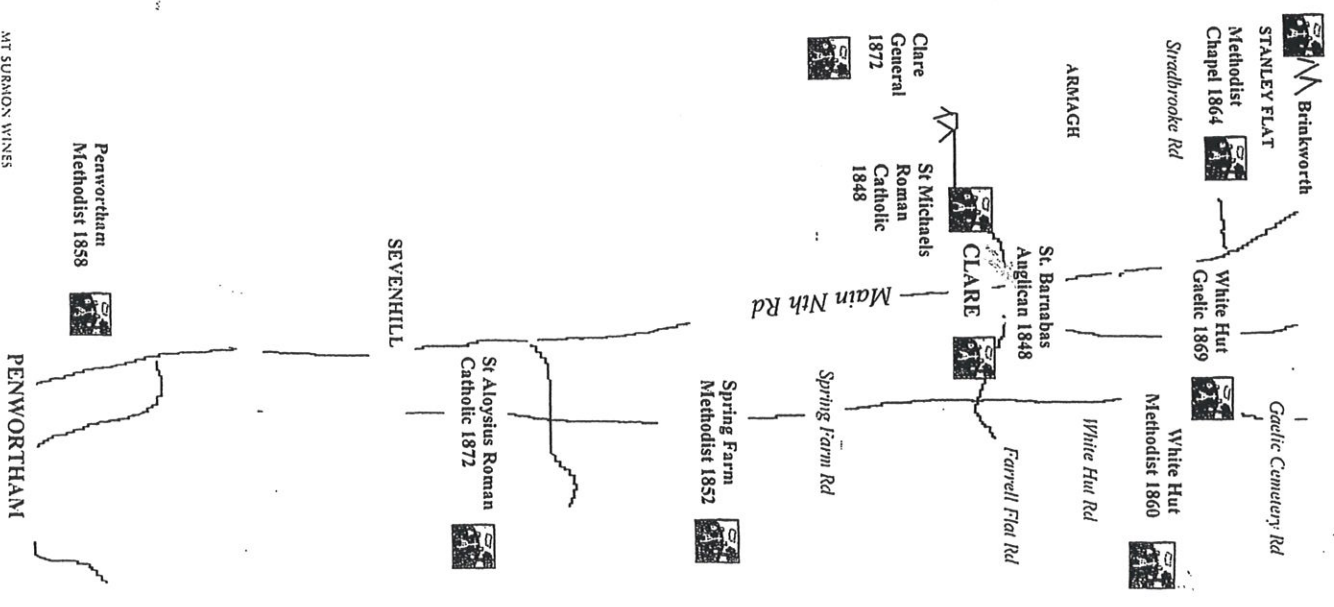 Brinkworth
STANLEY FLAT
Methodist
Chapel 1864
Stradbrooke Rd
White Hut
Gaelic 1869
Gaelic Cemetery Rd
White Hut
Methodist 1860
White Hut Rd
ARMAGH
St. Barnabas
Anglican 1848
CLARE
Farrell Flat Rd
Clare
General
1872
St Michaels
Roman
Catholic
1848
Main Nth Rd
Spring Farm Rd
Spring Farm
Methodist 1852
SEVENHILL
St Aloysius Roman
Catholic 1872
Penwortham
Methodist 1858
PENWORTHAM
MT SURMON WINES